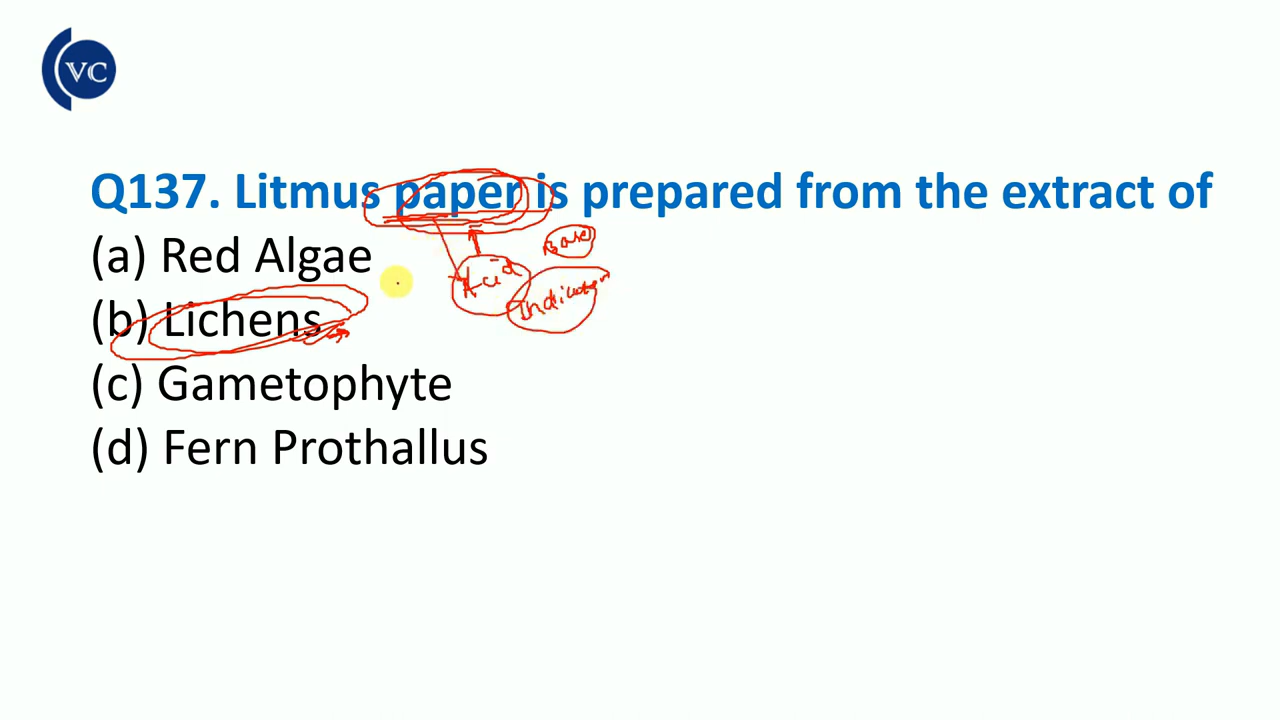 VC
Q137. Litmus paper is prepared from the extract of
(a) Red Algae
Base
(b) Lichens
Acid
Indicator
(c) Gametophyte
(d) Fern Prothallus